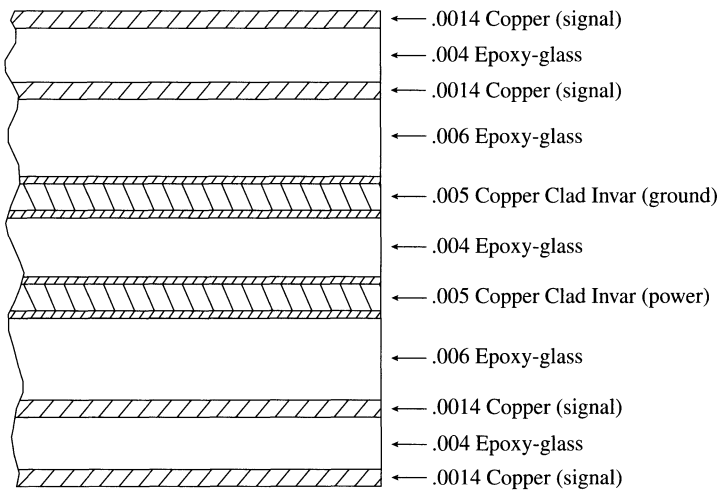 .0014 Copper (signal)
.004 Epoxy-glass
.0014 Copper (signal)
.006 Epoxy-glass
.005 Copper Clad Invar (ground)
.004 Epoxy-glass
.005 Copper Clad Invar (power)
.006 Epoxy-glass
.0014 Copper (signal)
.004 Epoxy-glass
.0014 Copper (signal)